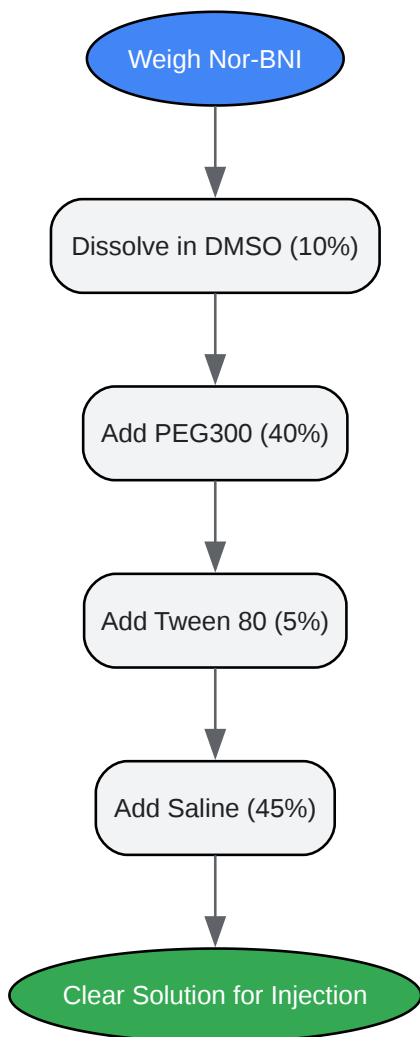 Weigh Nor-BNI
Dissolve in DMSO (10%)
Add PEG300 (40%)
Add Tween 80 (5%)
Add Saline (45%)
Clear Solution for Injection